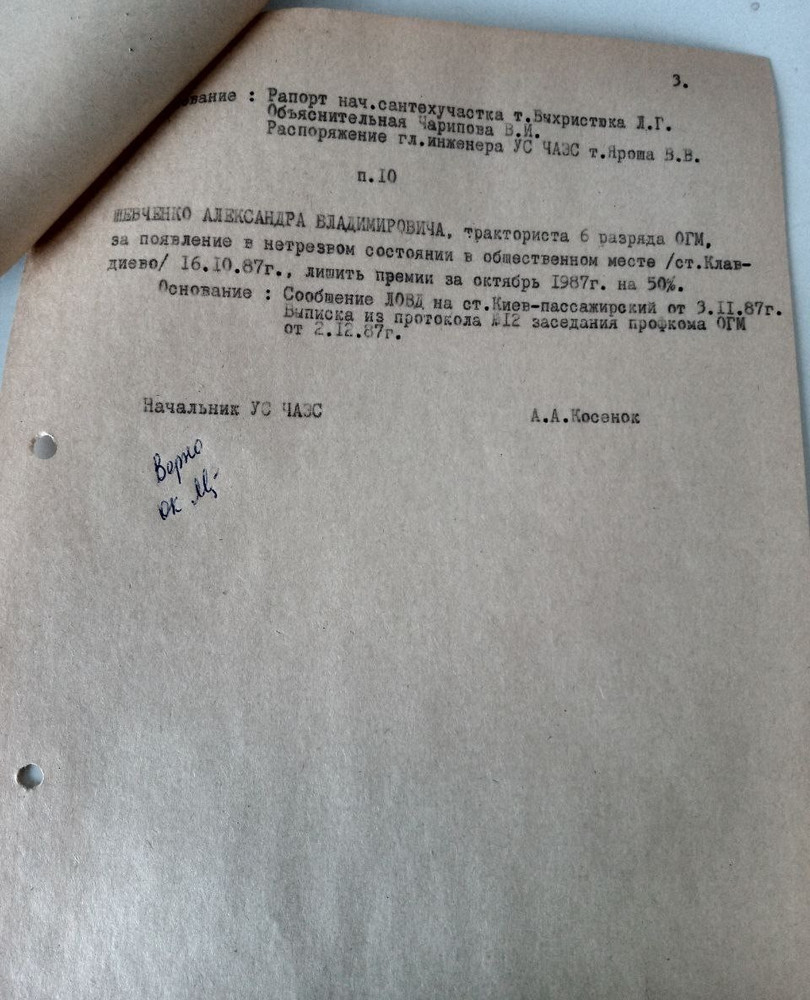 3.
ование : Рапорт нач.сантехучастка т.Выхристюка Л.Г.
Объяснительная Чарипова В.И.
Распоряжение гл.инженера УС ЧАЭС т.Яроша В.В.
п.10
ШЕВЧЕНКО АЛЕКСАНДРА ВЛАДИМИРОВИЧА, тракториста 6 разряда ОГМ,
за появление в нетрезвом состоянии в общественном месте /ст.Клав-
диево/ 16.10.87г., лишить премии за октябрь 1987г. на 50%.
Основание : Сообщение ЛОВД на ст.Киев-пассажирский от 3.11.87г.
Выписка из протокола №12 заседания профкома ОГМ
от 2.12.87г.
Начальник УС ЧАЭС А.А.Косенок
Верно
ОК